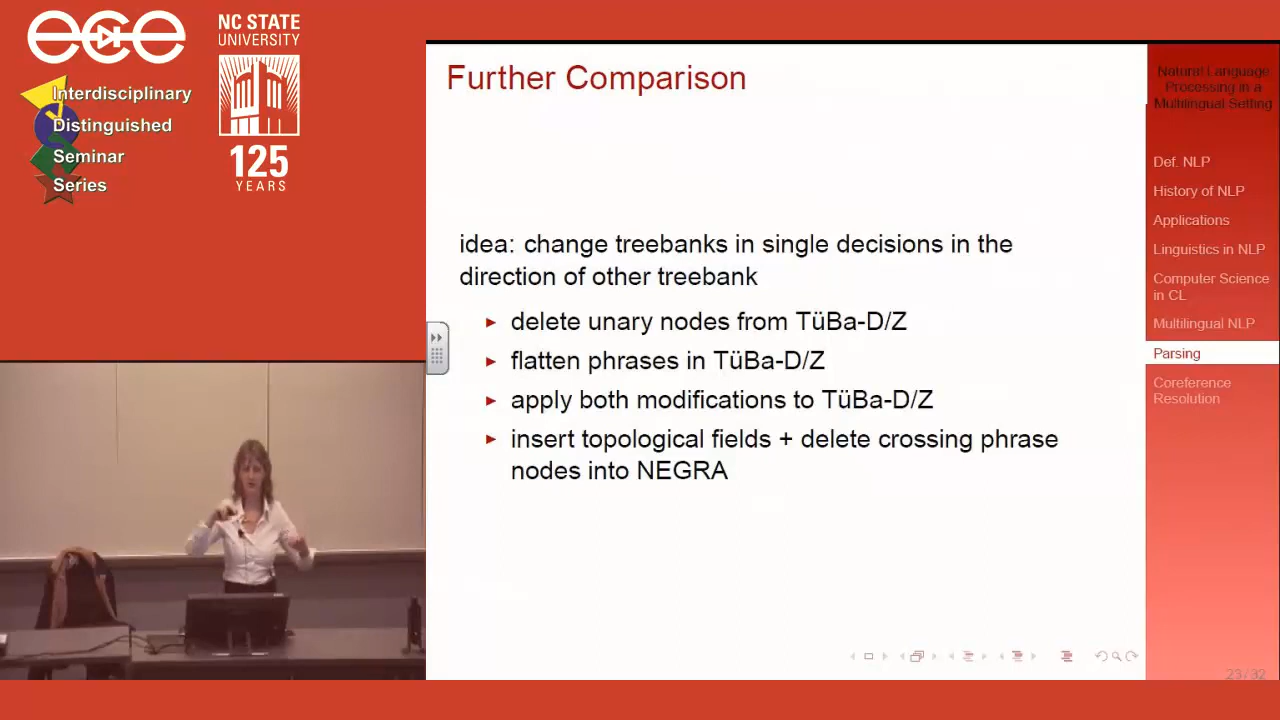 ece
NC STATE
UNIVERSITY
Interdisciplinary
Distinguished
Seminar
Series
125
YEARS
Further Comparison
idea: change treebanks in single decisions in the
direction of other treebank
► delete unary nodes from TüBa-D/Z
► flatten phrases in TüBa-D/Z
► apply both modifications to TüBa-D/Z
► insert topological fields + delete crossing phrase
nodes into NEGRA
Natural Language
Processing in a
Multilingual Setting
Def. NLP
History of NLP
Applications
Linguistics in NLP
Computer Science
in CL
Multilingual NLP
Parsing
Coreference
Resolution
23 / 32